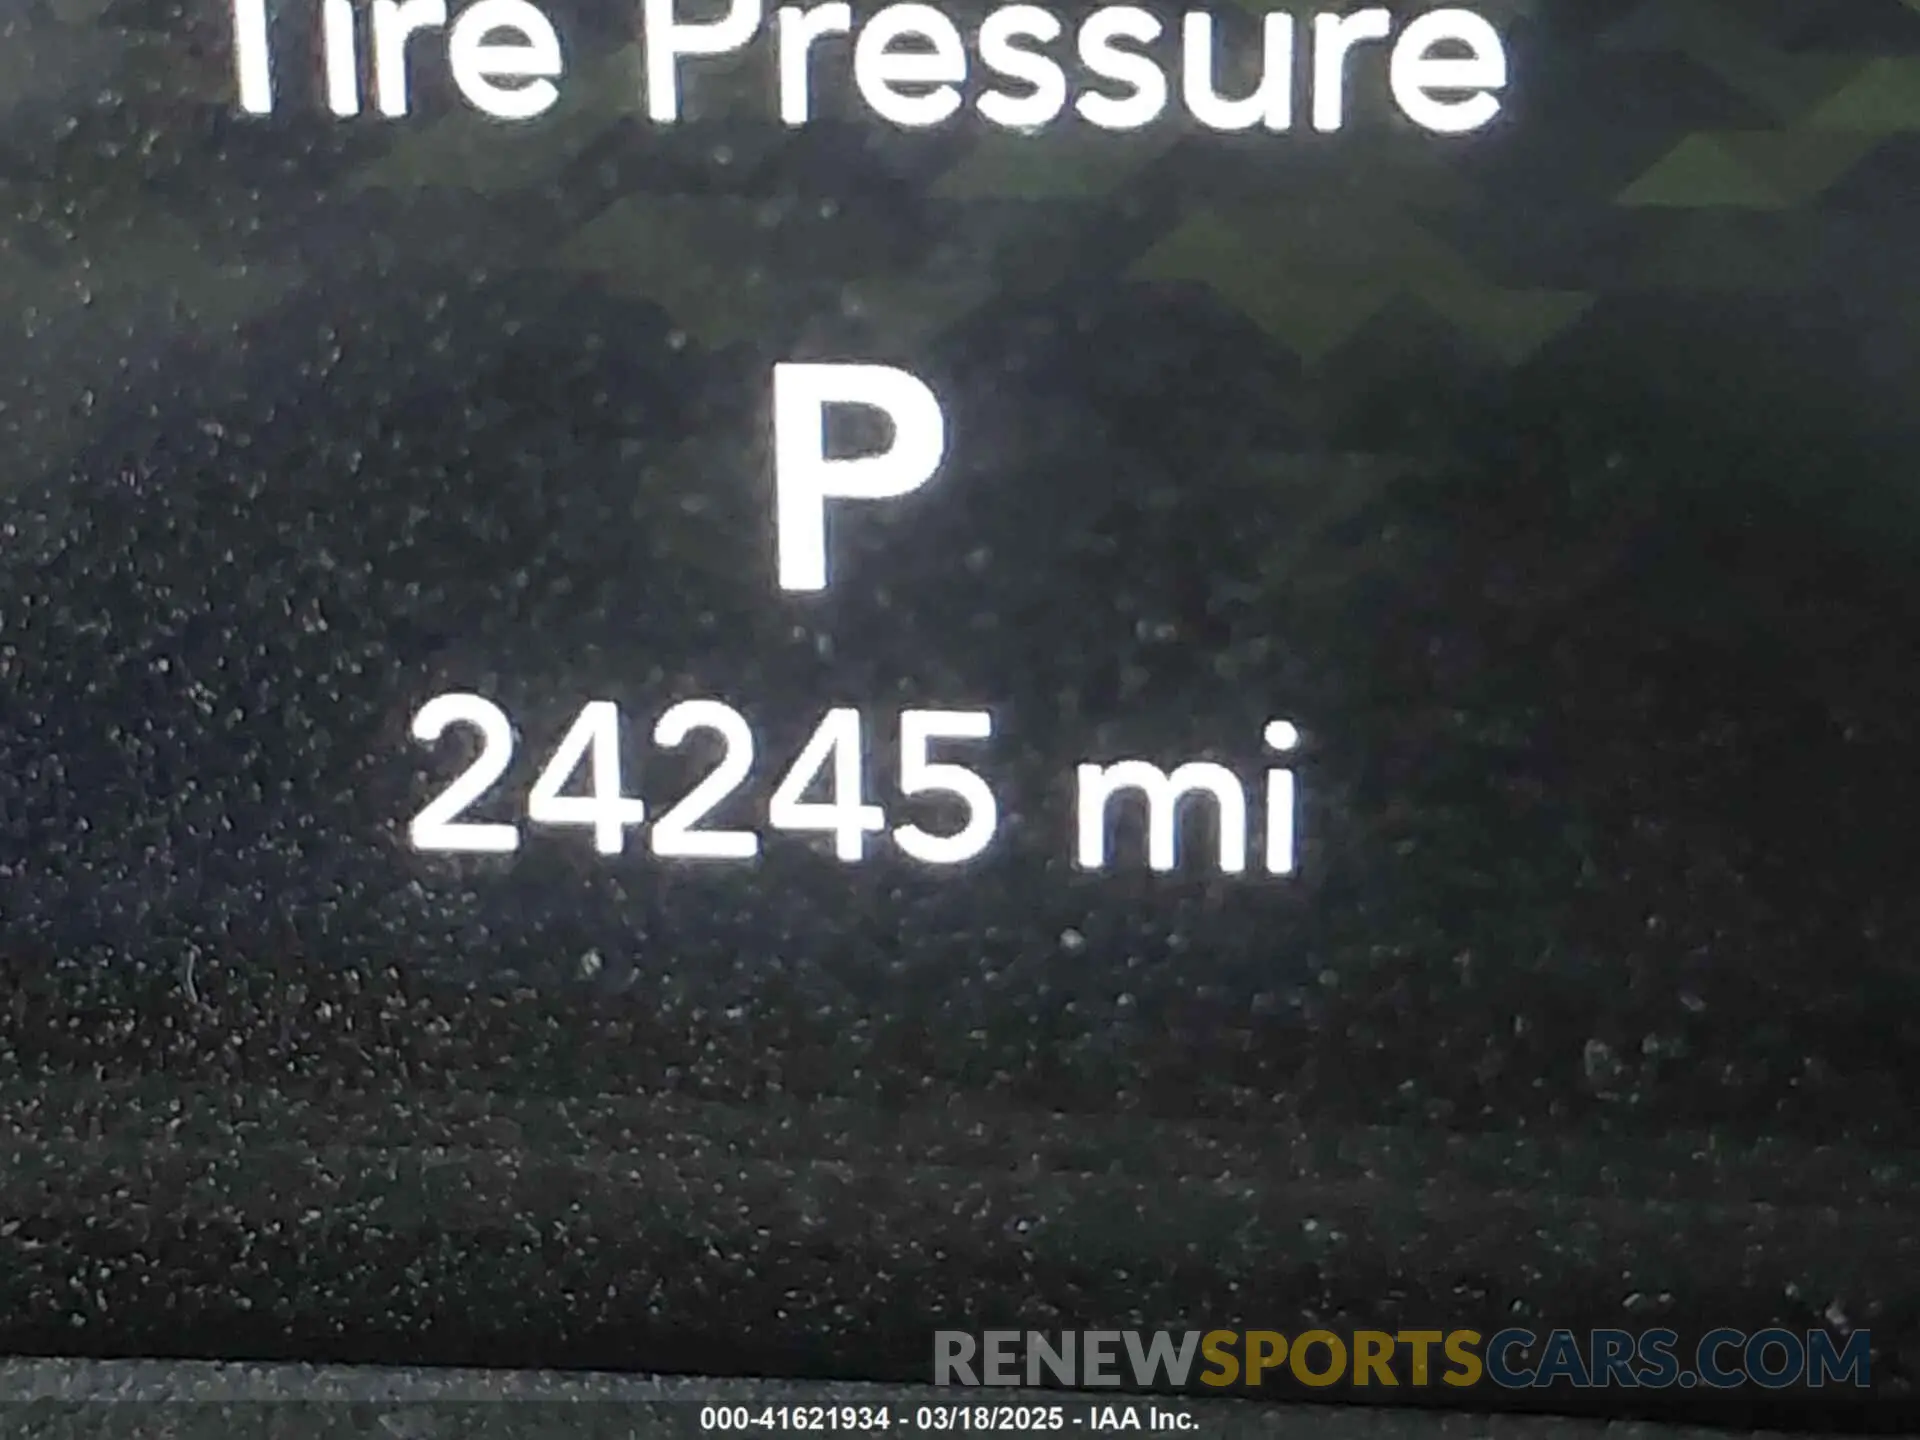 Tire Pressure
P
24245 mi
RENEWSPORTSCARS.COM
000-41621934 - 03/18/2025 - IAA Inc.